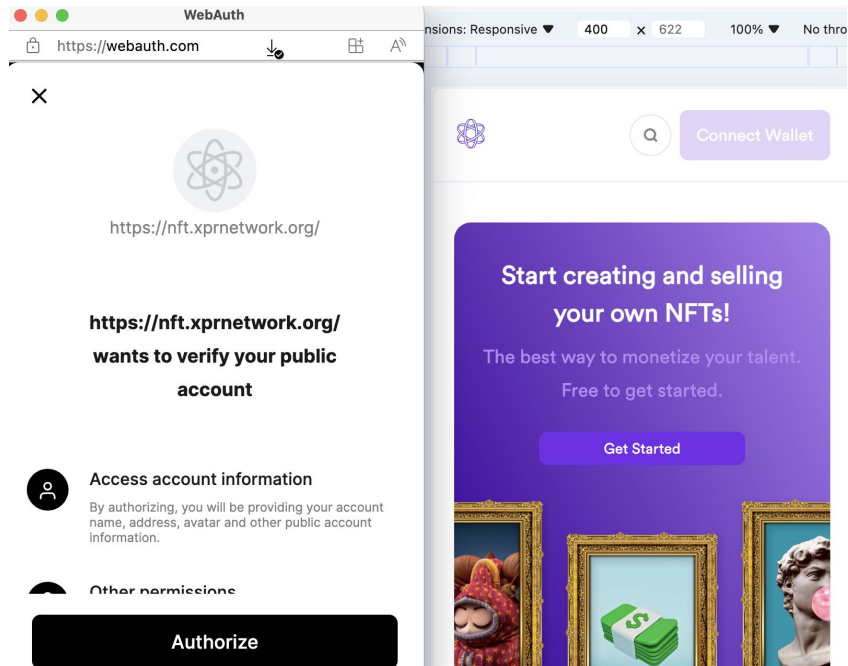 WebAuth
https://webauth.com
https://nft.xprnetwork.org/
https://nft.xprnetwork.org/
wants to verify your public
account
Access account information
By authorizing, you will be providing your account
name, address, avatar and other public account
information.
Other permissions
Authorize
nsions: Responsive 400 x 622 100% No thro
Connect Wallet
Start creating and selling
your own NFTs!
The best way to monetize your talent.
Free to get started.
Get Started